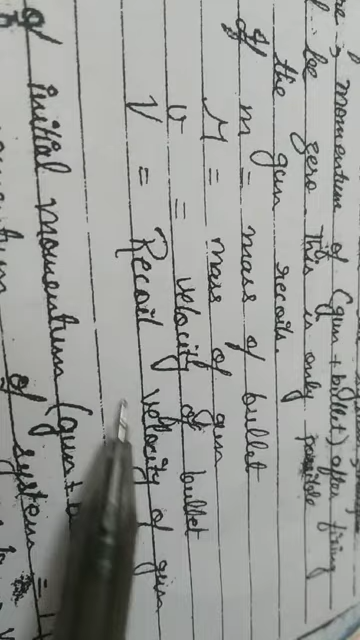 momentum of (gun + bullet) after firing
be zero. This is only possible
the gun recoils.
If m = mass of bullet
M = mass of gun
v = velocity of bullet
V = Recoil velocity of gun
initial momentum (gun +
of system =